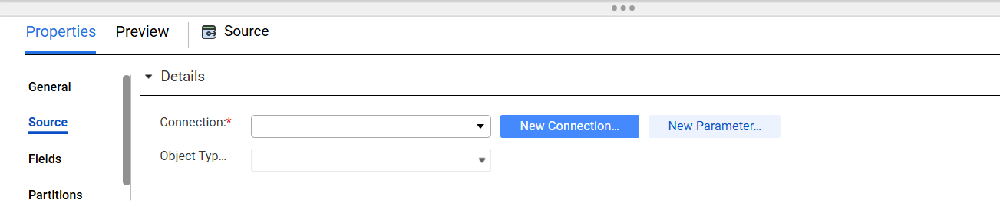 Properties Preview Source
General
Details
Source
Connection:* New Connection... New Parameter...
Object Typ...
Fields
Partitions